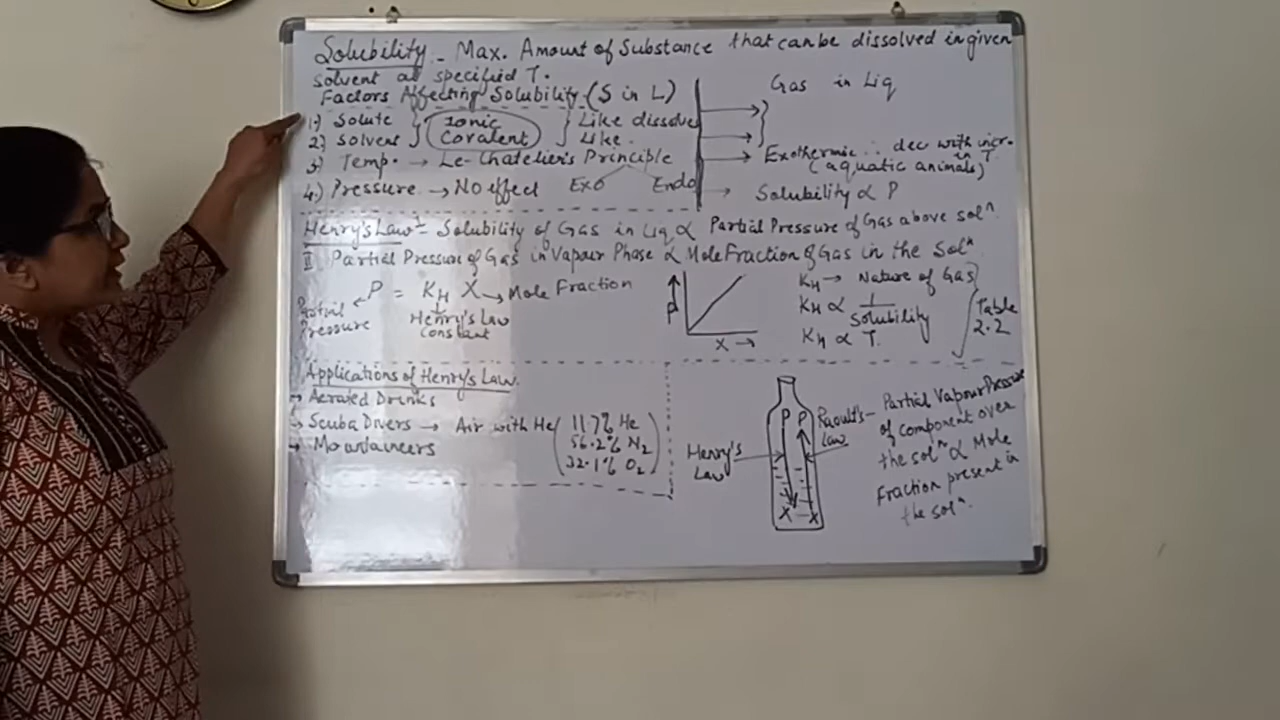 Solubility - Max. Amount of Substance that can be dissolved in given
solvent at specified T.
Factors Affecting Solubility (S in L)
1.) Solute
2.) Solvent
Ionic
Covalent
Like dissolve
Like.
3) Temp. → Le-Chatelier's Principle
Exo Endo
4.) Pressure → No effect
Gas in Liq
Exothermic ∴ dec with incr.
in T
(aquatic animals)
Solubility ∝ P
Henry's Law I - Solubility of Gas in Liq ∝ Partial Pressure of Gas above solⁿ
II. Partial Pressure of Gas in Vapour Phase ∝ Mole Fraction of Gas in the Solⁿ
P = K_H X → Mole Fraction
Partial
Pressure
Henry's Law
Constant
P
X →
K_H → Nature of Gas
K_H ∝ 1/Solubility
K_H ∝ T.
Table
2.2
Applications of Henry's Law.
→ Aerated Drinks
→ Scuba Divers → Air with He (11.7% He
56.2% N₂
32.1% O₂)
→ Mountaineers
Henry's
Law
P P
X X
Raoult's -
Law
Partial Vapour Pressure
of component over
the solⁿ ∝ Mole
Fraction present in
the solⁿ.